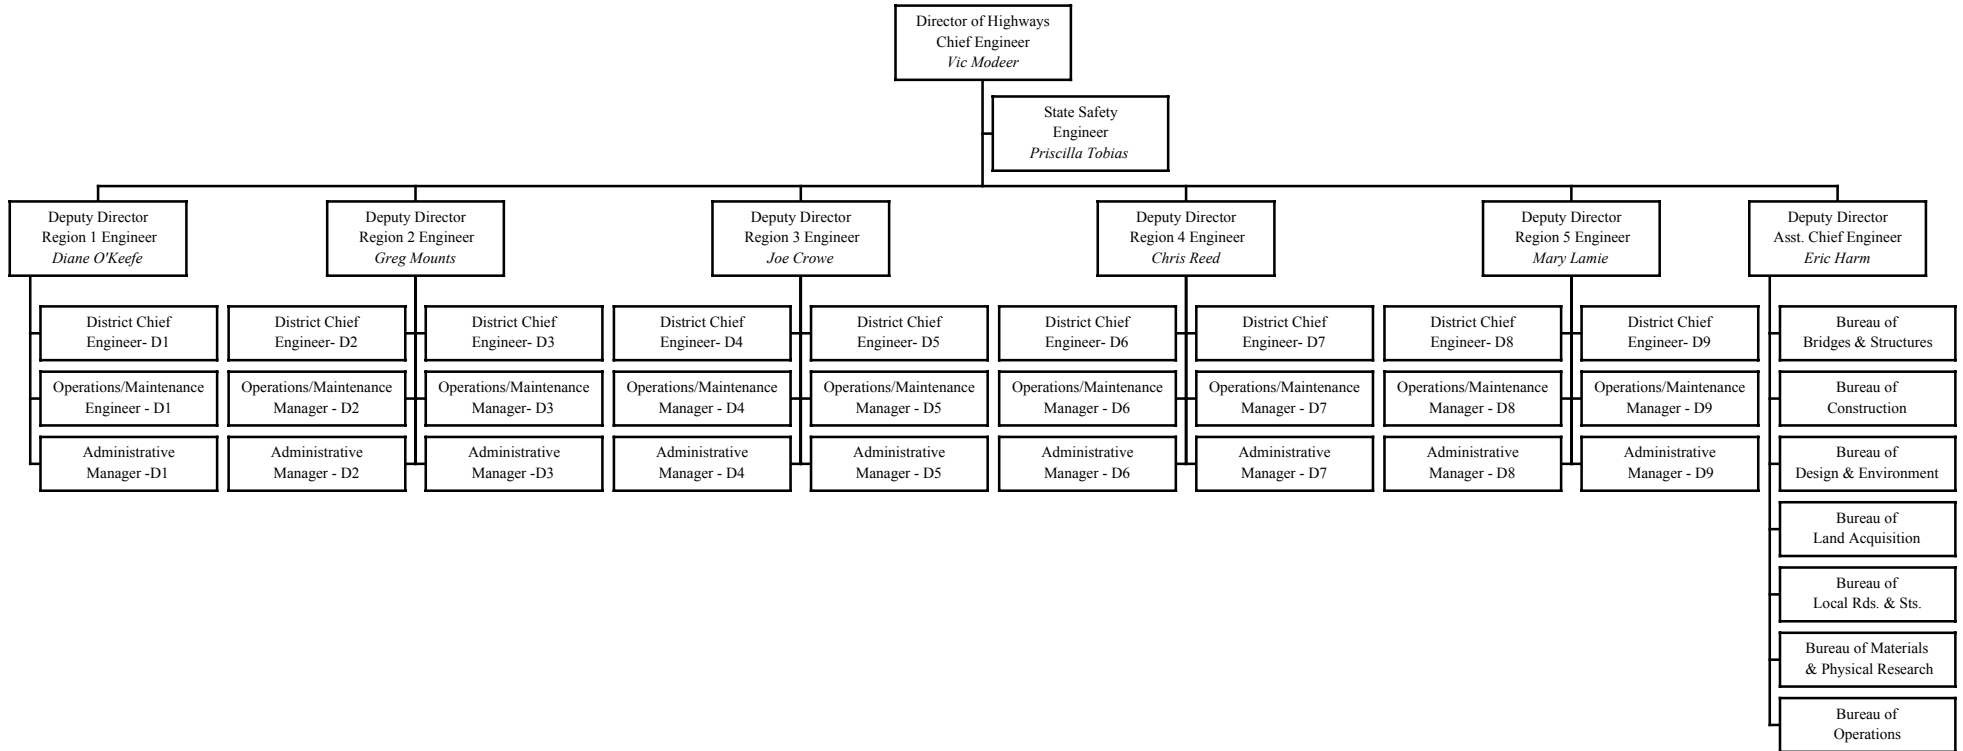 Director of Highways
Chief Engineer
Vic Modeer
State Safety
Engineer
Priscilla Tobias
Deputy Director
Region 1 Engineer
Diane O'Keefe
Deputy Director
Region 2 Engineer
Greg Mounts
Deputy Director
Region 3 Engineer
Joe Crowe
Deputy Director
Region 4 Engineer
Chris Reed
Deputy Director
Region 5 Engineer
Mary Lamie
Deputy Director
Asst. Chief Engineer
Eric Harm
District Chief
Engineer- D1
District Chief
Engineer- D2
District Chief
Engineer- D3
District Chief
Engineer- D4
District Chief
Engineer- D5
District Chief
Engineer- D6
District Chief
Engineer- D7
District Chief
Engineer- D8
District Chief
Engineer- D9
Bureau of
Bridges & Structures
Operations/Maintenance
Engineer - D1
Operations/Maintenance
Manager - D2
Operations/Maintenance
Manager- D3
Operations/Maintenance
Manager - D4
Operations/Maintenance
Manager - D5
Operations/Maintenance
Manager - D6
Operations/Maintenance
Manager - D7
Operations/Maintenance
Manager - D8
Operations/Maintenance
Manager - D9
Bureau of
Construction
Administrative
Manager -D1
Administrative
Manager - D2
Administrative
Manager -D3
Administrative
Manager - D4
Administrative
Manager - D5
Administrative
Manager - D6
Administrative
Manager - D7
Administrative
Manager - D8
Administrative
Manager - D9
Bureau of
Design & Environment
Bureau of
Land Acquisition
Bureau of
Local Rds. & Sts.
Bureau of Materials
& Physical Research
Bureau of
Operations